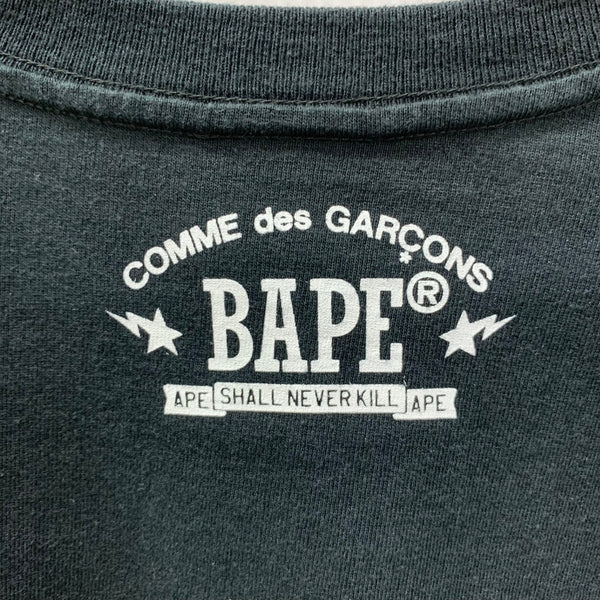 COMME des GARÇONS
BAPE®
APE SHALL NEVER KILL APE